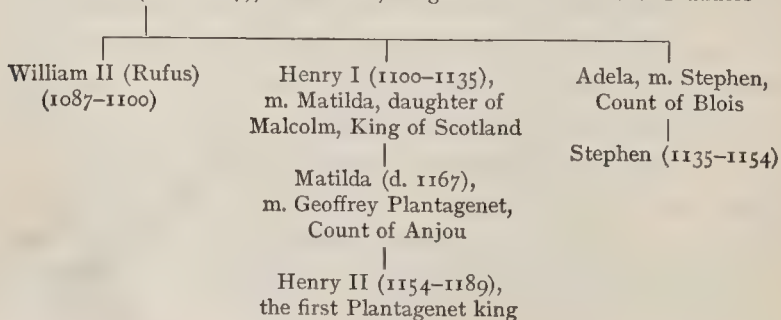 William II (Rufus)
(1087–1100)
Henry I (1100–1135),
m. Matilda, daughter of
Malcolm, King of Scotland
Matilda (d. 1167),
m. Geoffrey Plantagenet,
Count of Anjou
Henry II (1154–1189),
the first Plantagenet king
Adela, m. Stephen,
Count of Blois
Stephen (1135–1154)